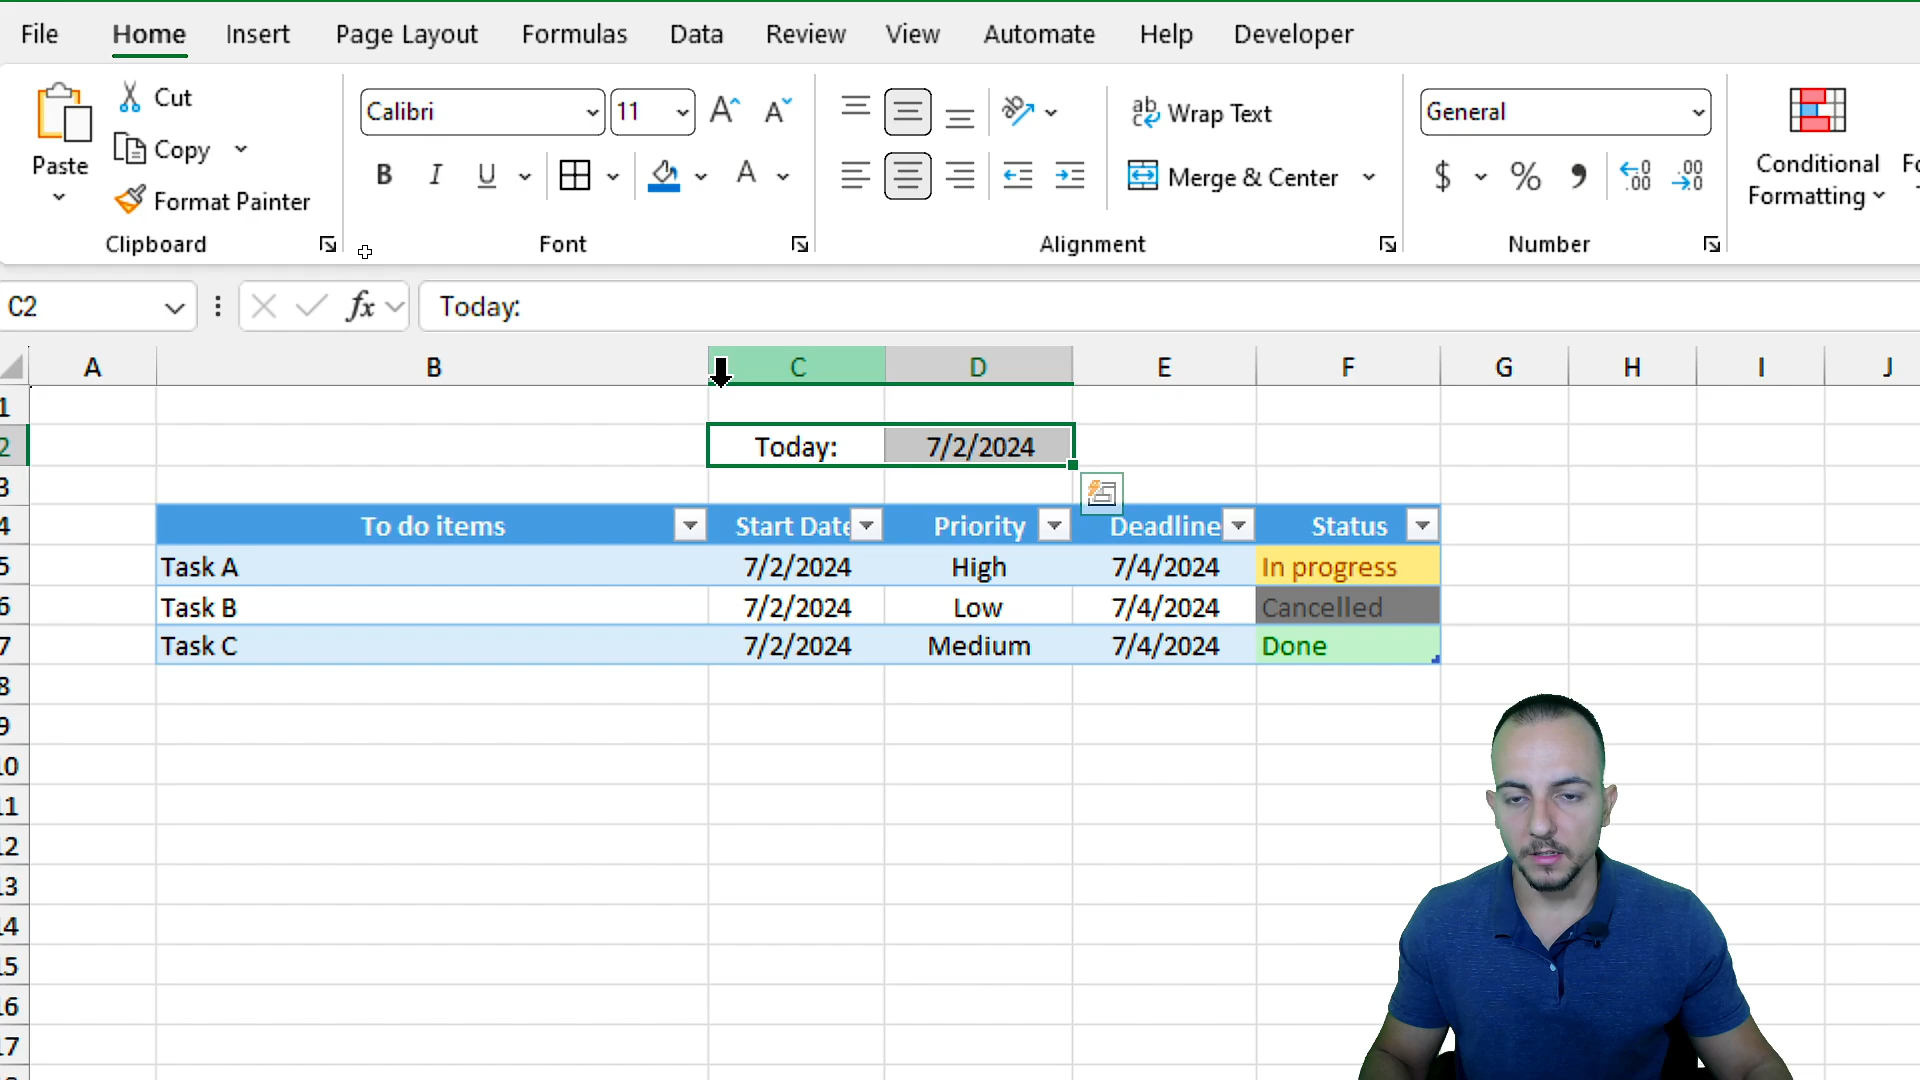 File Home Insert Page Layout Formulas Data Review View Automate Help Developer
Paste Cut Copy Format Painter
Clipboard
Calibri 11
B I U A
Font
ab Wrap Text
Merge & Center
Alignment
General
$ % , .00 .00
Number
Conditional
Formatting
C2 fx Today:
A B C D E F G H I J
1
2 Today: 7/2/2024
3
4 To do items Start Date Priority Deadline Status
5 Task A 7/2/2024 High 7/4/2024 In progress
6 Task B 7/2/2024 Low 7/4/2024 Cancelled
7 Task C 7/2/2024 Medium 7/4/2024 Done
8
9
10
11
12
13
14
15
16
17